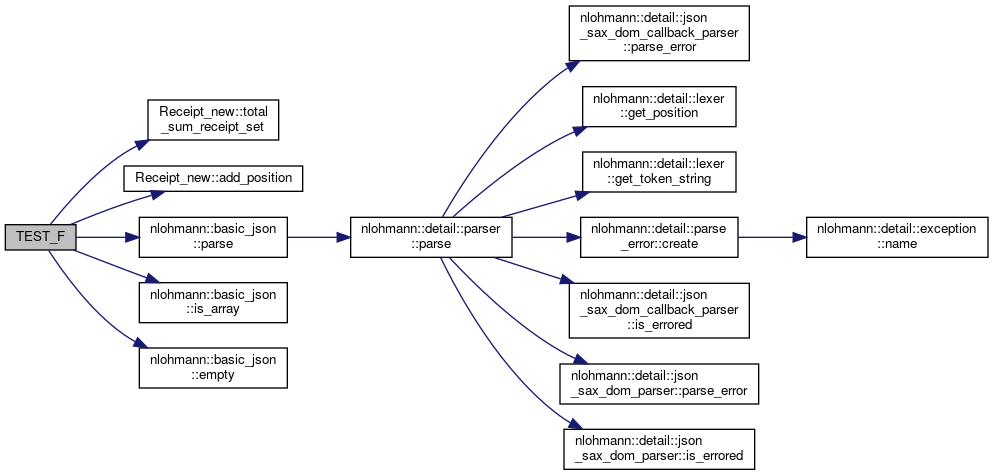 TEST_F
Receipt_new::total
_sum_receipt_set
Receipt_new::add_position
nlohmann::basic_json
::parse
nlohmann::basic_json
::is_array
nlohmann::basic_json
::empty
nlohmann::detail::parser
::parse
nlohmann::detail::json
_sax_dom_callback_parser
::parse_error
nlohmann::detail::lexer
::get_position
nlohmann::detail::lexer
::get_token_string
nlohmann::detail::parse
_error::create
nlohmann::detail::json
_sax_dom_callback_parser
::is_errored
nlohmann::detail::json
_sax_dom_parser::parse_error
nlohmann::detail::json
_sax_dom_parser::is_errored
nlohmann::detail::exception
::name